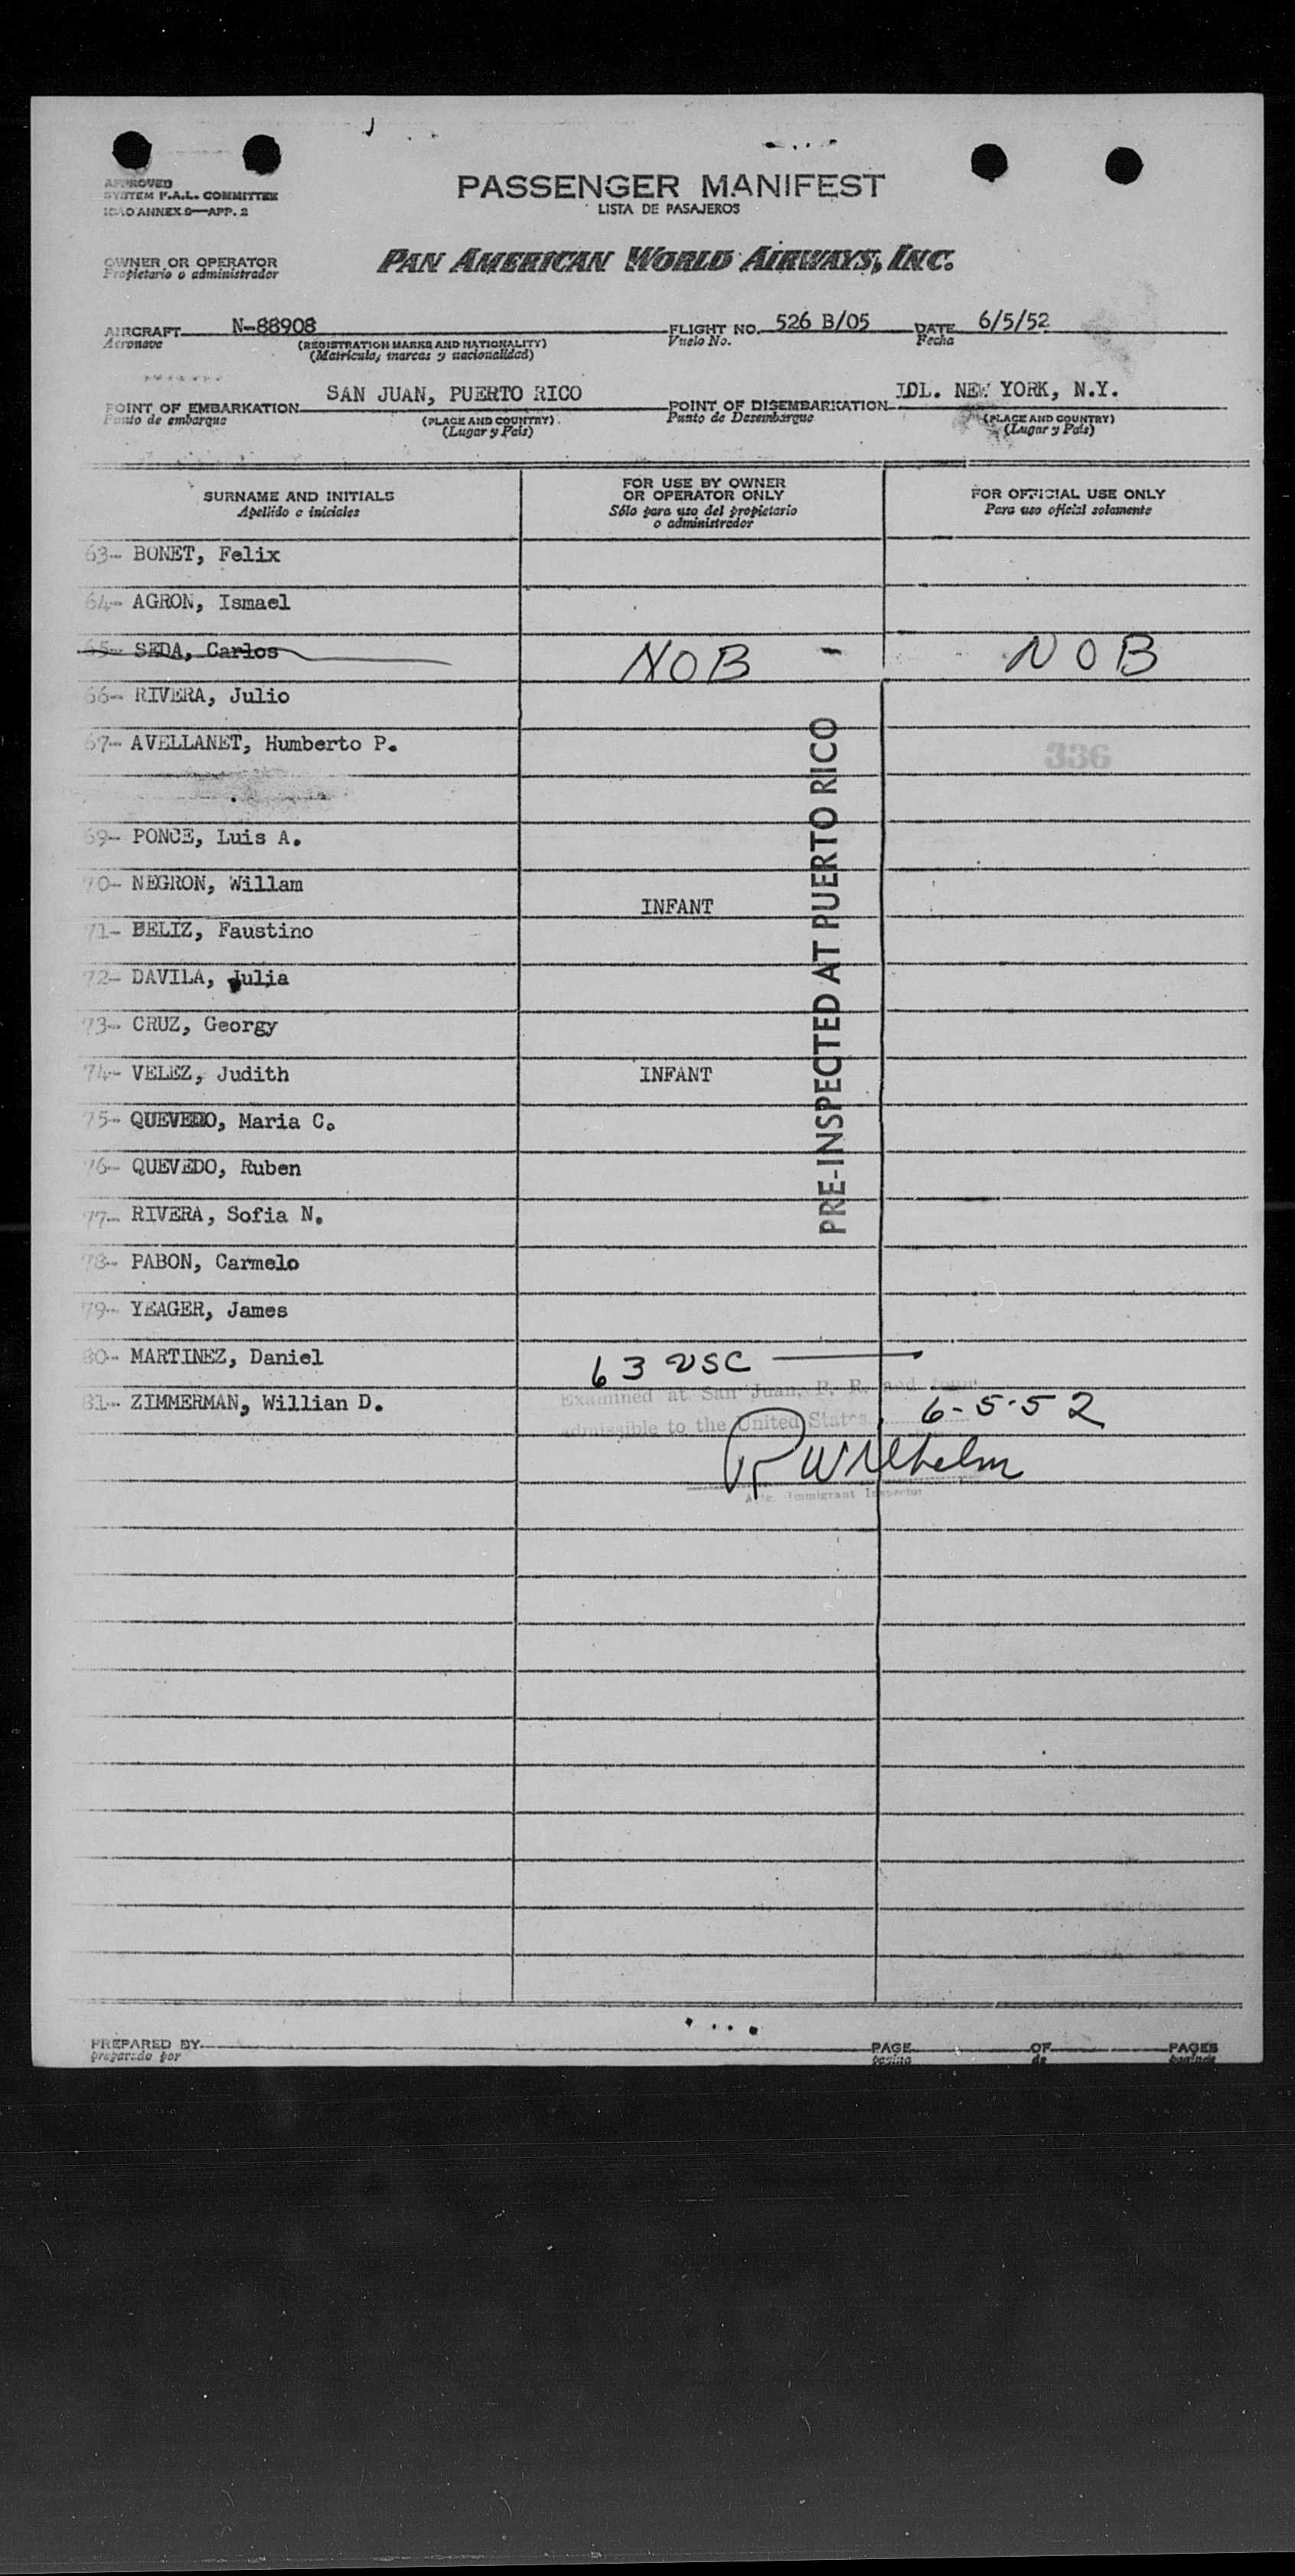 APPROVED
SYSTEM F.A.L. COMMITTEE
ICAO ANNEX 9—APP. 2
PASSENGER MANIFEST
LISTA DE PASAJEROS
OWNER OR OPERATOR
Propietario o administrador
PAN AMERICAN WORLD AIRWAYS, INC.
AIRCRAFT N-88908 FLIGHT NO. 526 B/05 DATE 6/5/52
Aeronave (REGISTRATION MARKS AND NATIONALITY) Vuelo No. Fecha
(Matrícula, marcas y nacionalidad)
POINT OF EMBARKATION SAN JUAN, PUERTO RICO POINT OF DISEMBARKATION IDL. NEW YORK, N.Y.
Punto de embarque (PLACE AND COUNTRY) Punto de Desembarque (PLACE AND COUNTRY)
(Lugar y País) (Lugar y País)
SURNAME AND INITIALS FOR USE BY OWNER OR OPERATOR ONLY FOR OFFICIAL USE ONLY
Apellido e iniciales Sólo para uso del propietario o administrador Para uso oficial solamente
63- BONET, Felix
64- AGRON, Ismael
65- SEDA, Carlos NOB - NOB
66- RIVERA, Julio
67- AVELLANET, Humberto P. 336
69- PONCE, Luis A.
70- NEGRON, Willam
INFANT
71- BELIZ, Faustino
72- DAVILA, Julia
73- CRUZ, Georgy
74- VELEZ, Judith INFANT
75- QUEVEDO, Maria C.
76- QUEVEDO, Ruben
77- RIVERA, Sofia N.
78- PABON, Carmelo
79- YEAGER, James
80- MARTINEZ, Daniel 63 USC
81- ZIMMERMAN, Willian D.
PRE-INSPECTED AT PUERTO RICO
Examined at San Juan, P. R. and found
admissible to the United States 6-5-52
R Wilhelm
Immigrant Inspector
PREPARED BY PAGE OF PAGES
preparado por pagina de